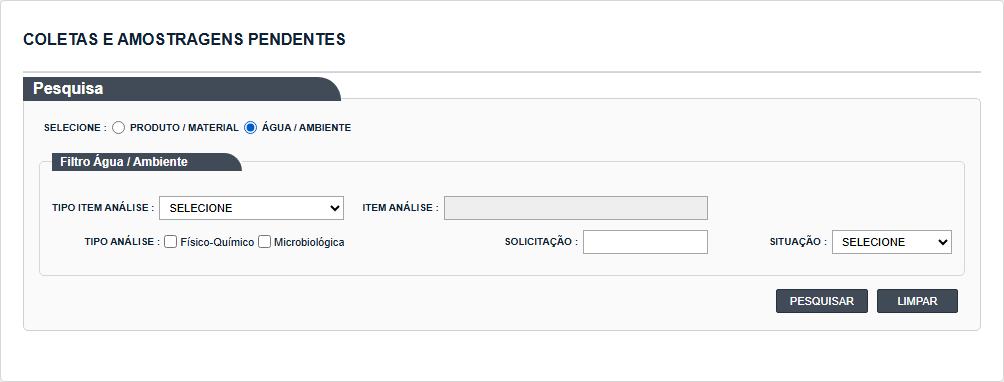 COLETAS E AMOSTRAGENS PENDENTES
Pesquisa
SELECIONE : PRODUTO / MATERIAL ÁGUA / AMBIENTE
Filtro Água / Ambiente
TIPO ITEM ANÁLISE : SELECIONE ITEM ANÁLISE :
TIPO ANÁLISE : Físico-Químico Microbiológica SOLICITAÇÃO : SITUAÇÃO : SELECIONE
PESQUISAR LIMPAR